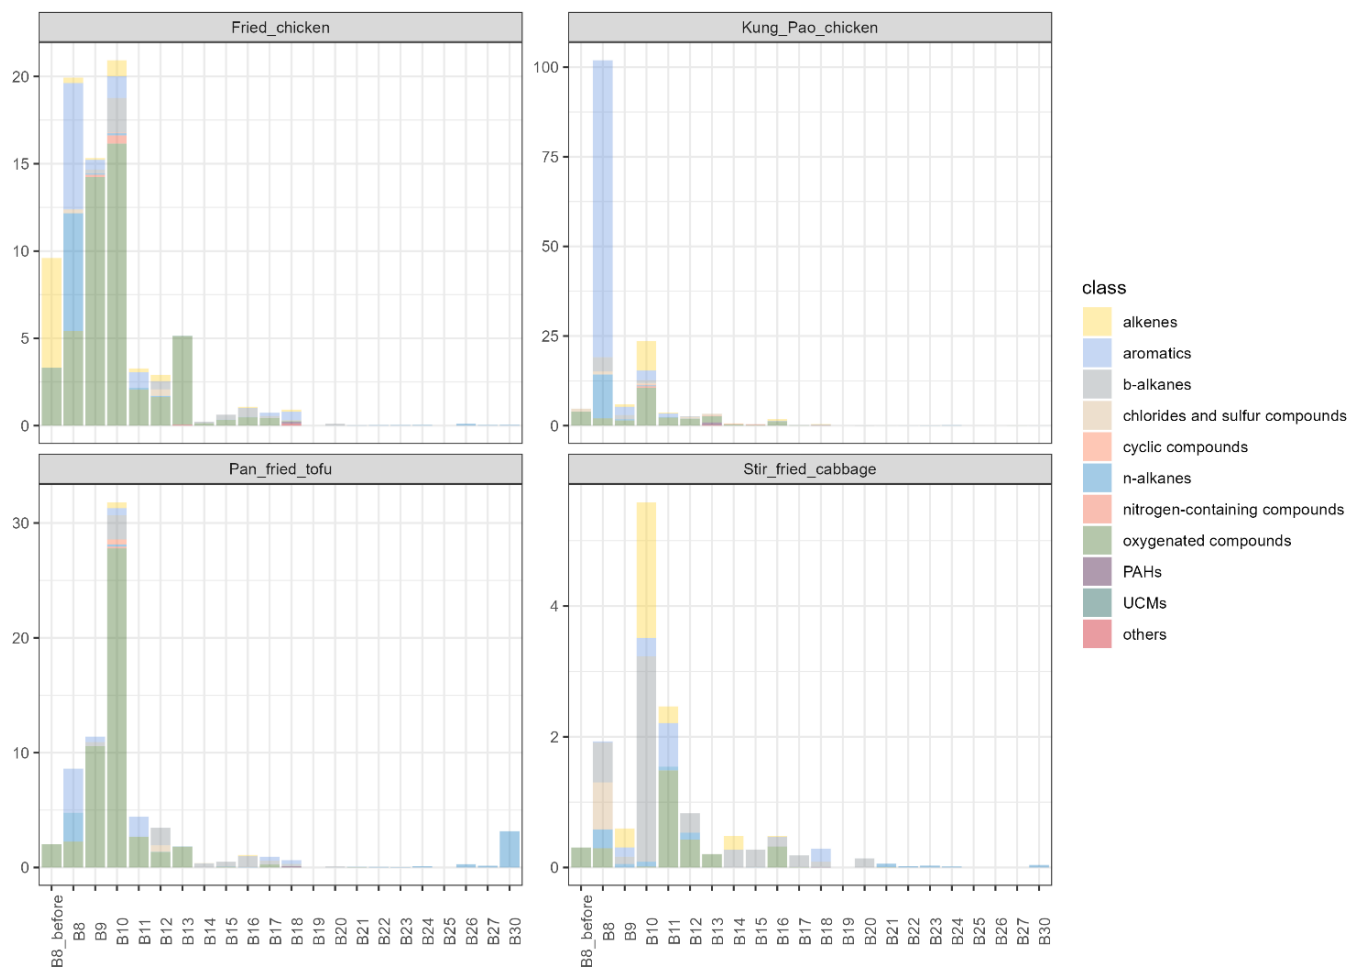 Fried_chicken
Kung_Pao_chicken
20
15
10
5
0
100
75
50
25
0
Pan_fried_tofu
Stir_fried_cabbage
30
20
10
0
4
2
0
B8_before
B8
B9
B10
B11
B12
B13
B14
B15
B16
B17
B18
B19
B20
B21
B22
B23
B24
B25
B26
B27
B30
B8_before
B8
B9
B10
B11
B12
B13
B14
B15
B16
B17
B18
B19
B20
B21
B22
B23
B24
B25
B26
B27
B30
class
alkenes
aromatics
b-alkanes
chlorides and sulfur compounds
cyclic compounds
n-alkanes
nitrogen-containing compounds
oxygenated compounds
PAHs
UCMs
others